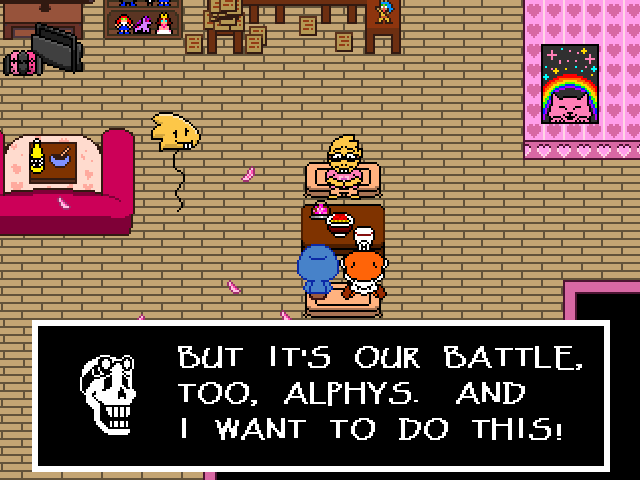 BUT IT'S OUR BATTLE,
TOO, ALPHYS. AND
I WANT TO DO THIS!